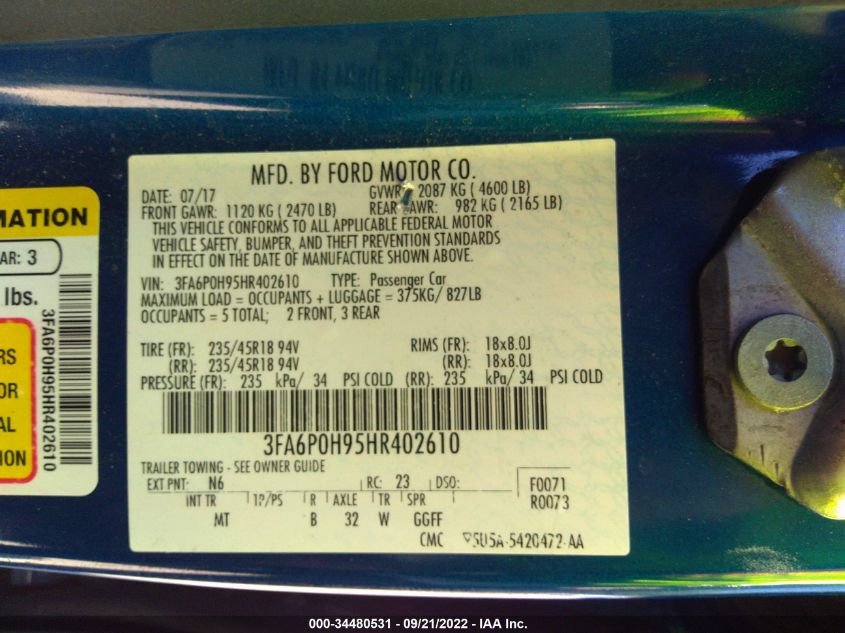 MFD. BY FORD MOTOR CO.
DATE: 07/17 GVWR: 2087 KG ( 4600 LB)
FRONT GAWR: 1120 KG ( 2470 LB) REAR GAWR: 982 KG ( 2165 LB)
THIS VEHICLE CONFORMS TO ALL APPLICABLE FEDERAL MOTOR
VEHICLE SAFETY, BUMPER, AND THEFT PREVENTION STANDARDS
IN EFFECT ON THE DATE OF MANUFACTURE SHOWN ABOVE.
VIN: 3FA6P0H95HR402610 TYPE: Passenger Car
MAXIMUM LOAD = OCCUPANTS + LUGGAGE = 375KG/ 827LB
OCCUPANTS = 5 TOTAL; 2 FRONT, 3 REAR
TIRE (FR): 235/45R18 94V RIMS (FR): 18x8.0J
(RR): 235/45R18 94V (RR): 18x8.0J
PRESSURE (FR): 235 kPa/ 34 PSI COLD (RR): 235 kPa/ 34 PSI COLD
3FA6P0H95HR402610
TRAILER TOWING - SEE OWNER GUIDE
EXT PNT: N6 RC: 23 DSO: F0071
INT TR TP/PS R AXLE TR SPR R0073
MT B 32 W GGFF
CMC 5U5A-5420472-AA
MATION
AR: 3
lbs.
RS
OR
AL
ION
3FA6P0H95HR402610
000-34480531 - 09/21/2022 - IAA Inc.